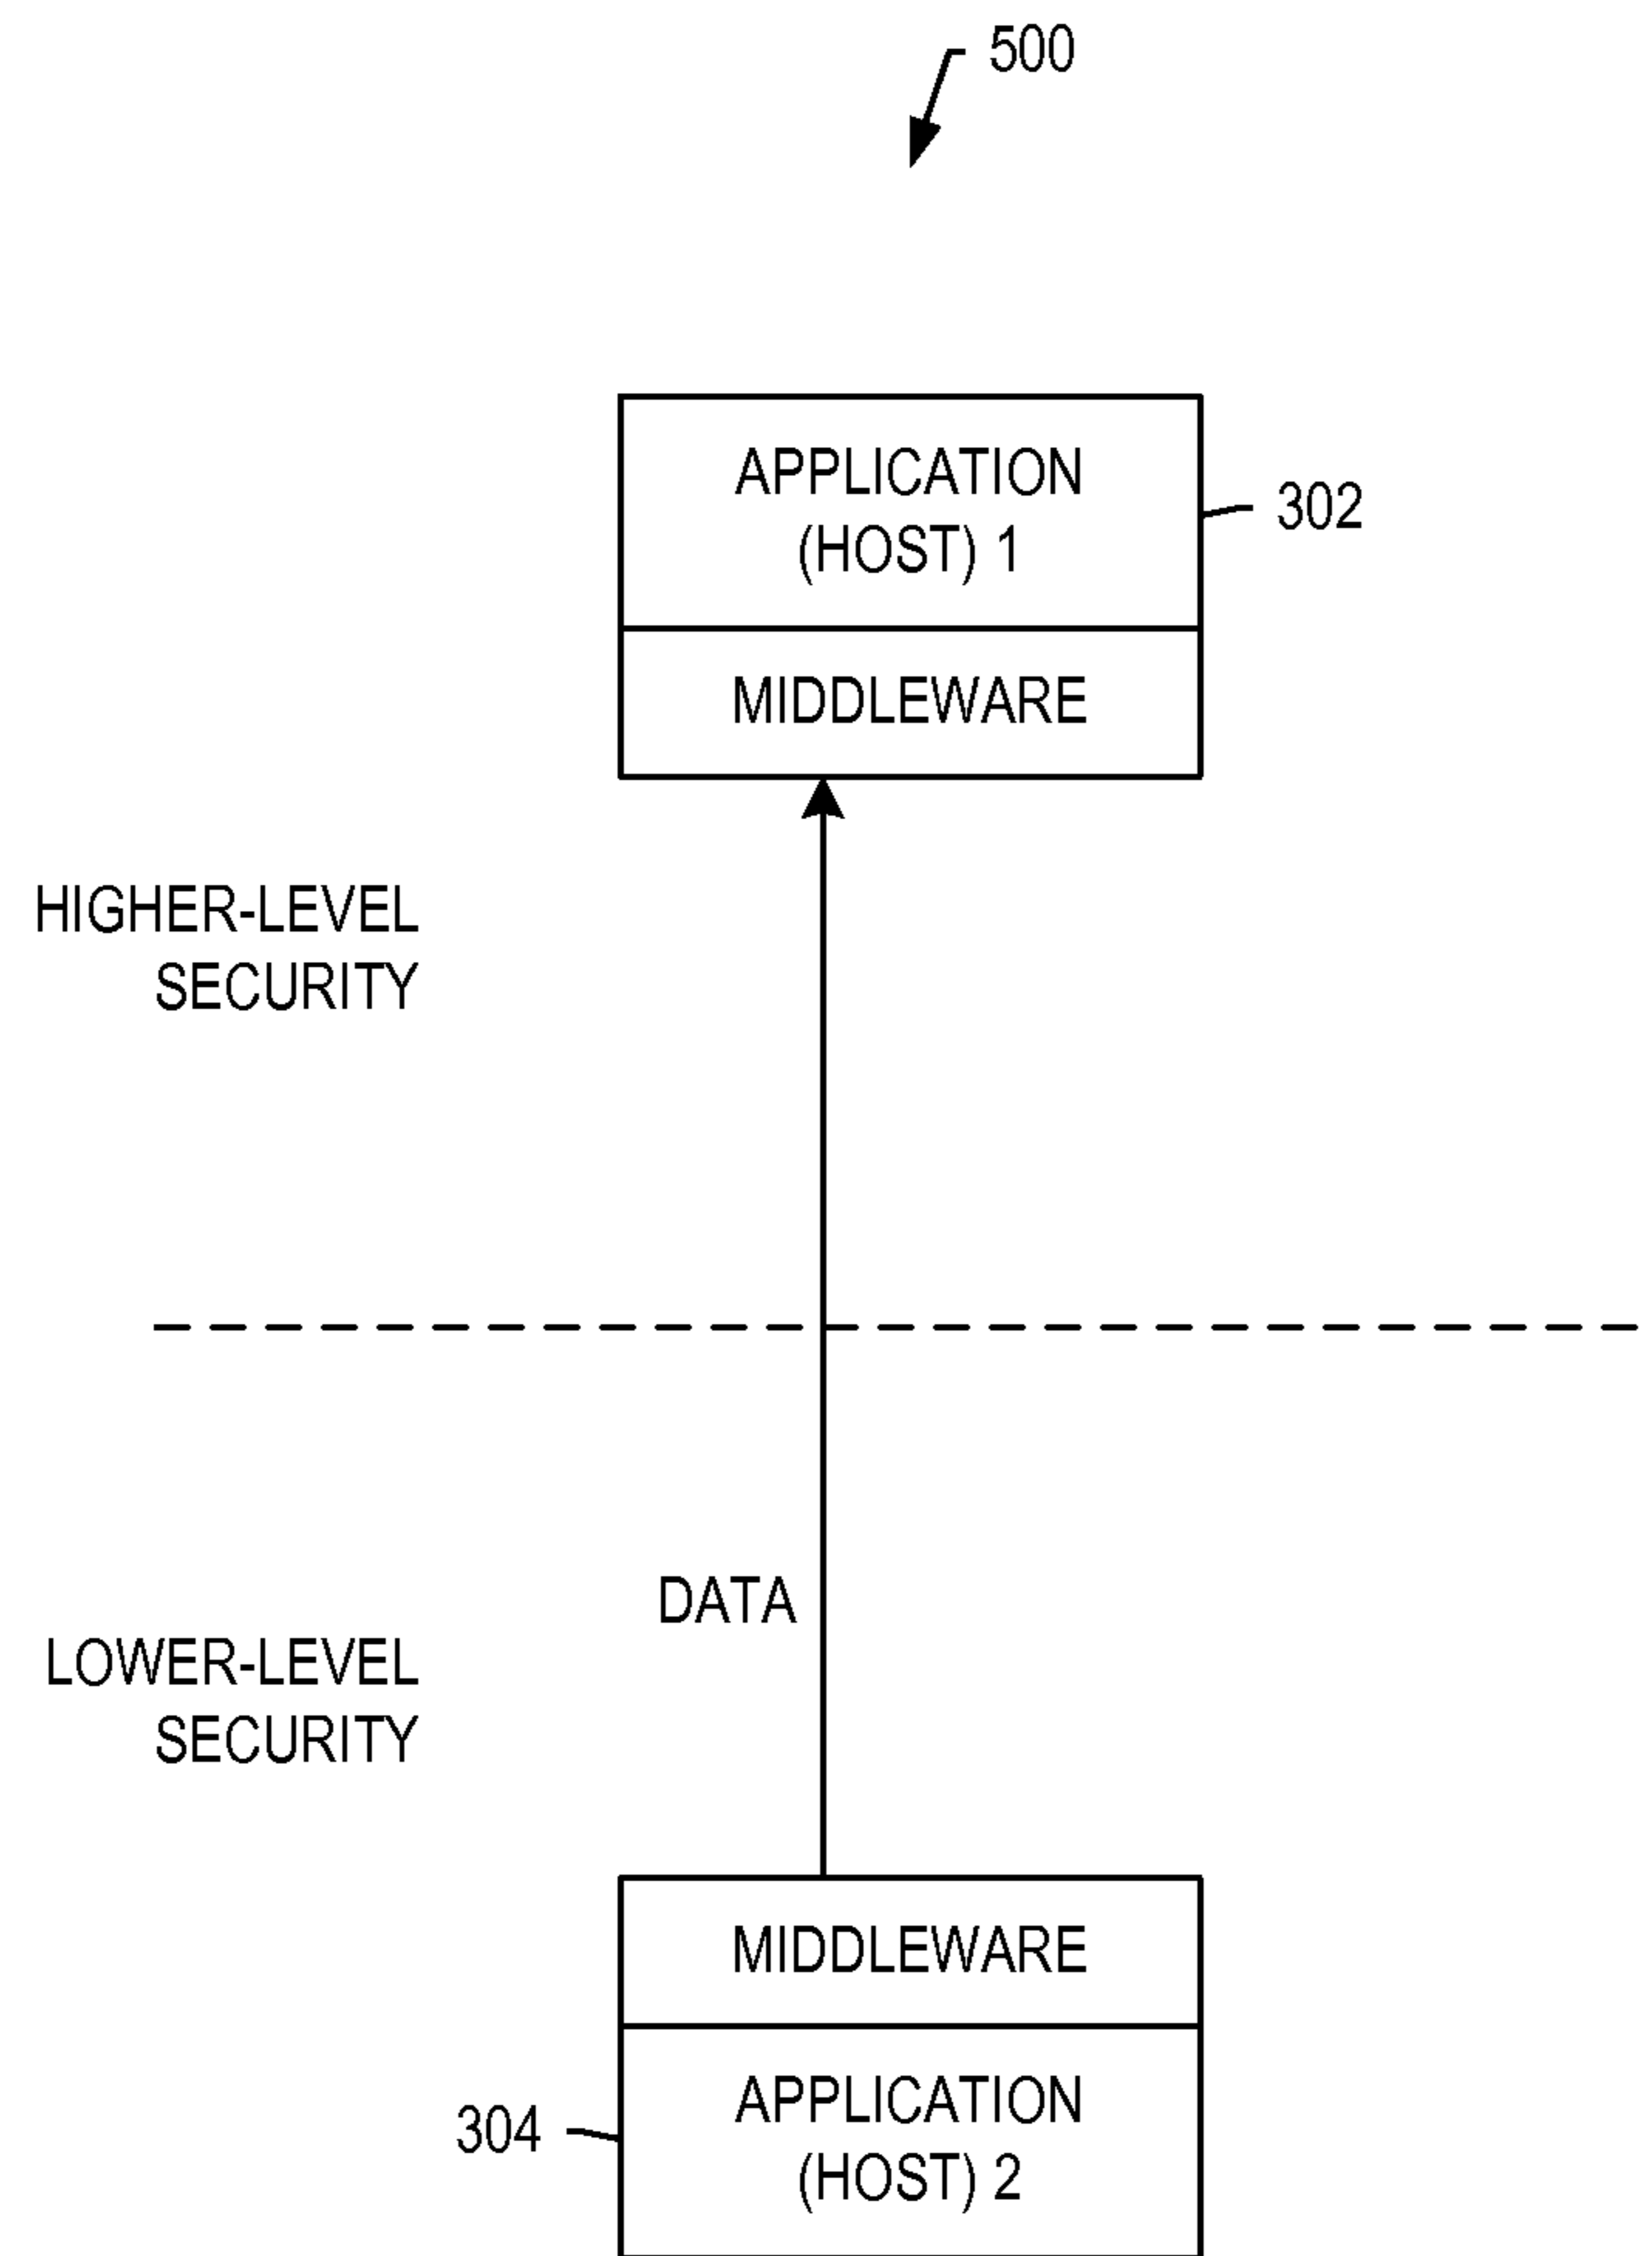 500
APPLICATION
(HOST) 1
302
MIDDLEWARE
HIGHER-LEVEL
SECURITY
DATA
LOWER-LEVEL
SECURITY
MIDDLEWARE
APPLICATION
304
(HOST) 2